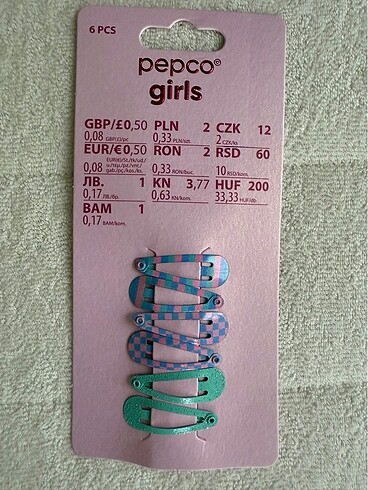 6 PCS
pepco©
girls
GBP/£0,50 PLN 2 CZK 12
0,08 GBP(£)/pc 0,33 PLN/szt. 2 CZK/ks
EUR/€0,50 RON 2 RSD 60
0,08 0,33 RON/buc. 10 RSD/kom.
ЛВ. 1 KN 3,77 HUF 200
0,17 ЛВ/бр. 0,63 KN/kom. 33,33 HUF/db
BAM 1
0,17 BAM/kom.